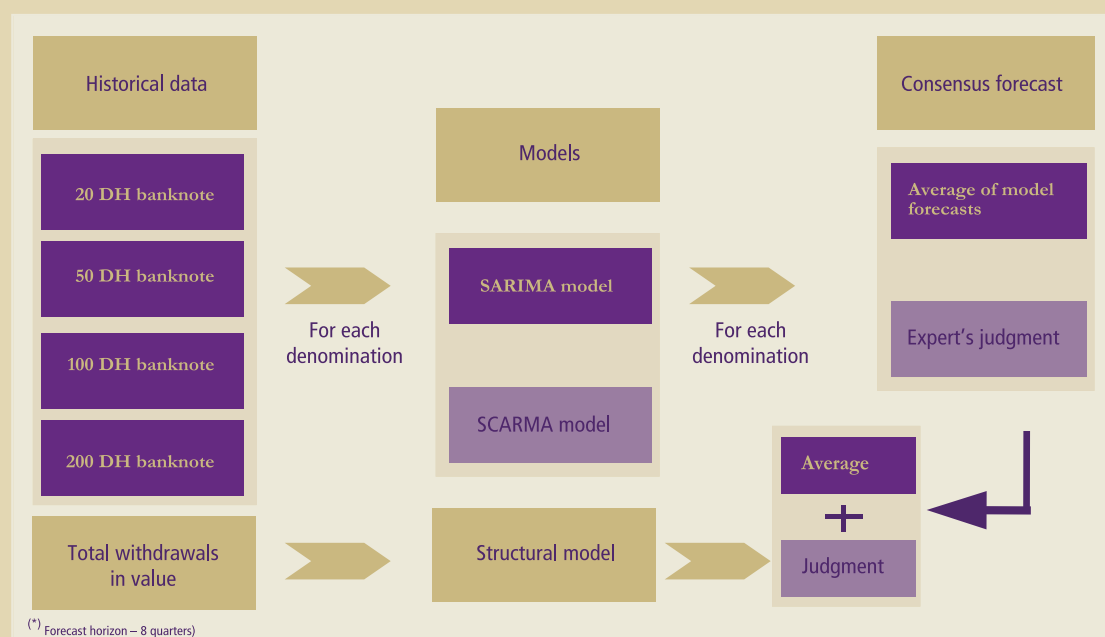 Historical data
20 DH banknote
50 DH banknote
100 DH banknote
200 DH banknote
Total withdrawals
in value
For each
denomination
Models
SARIMA model
SCARMA model
Structural model
For each
denomination
Consensus forecast
Average of model
forecasts
Expert's judgment
Average
+
Judgment
(*) Forecast horizon – 8 quarters)